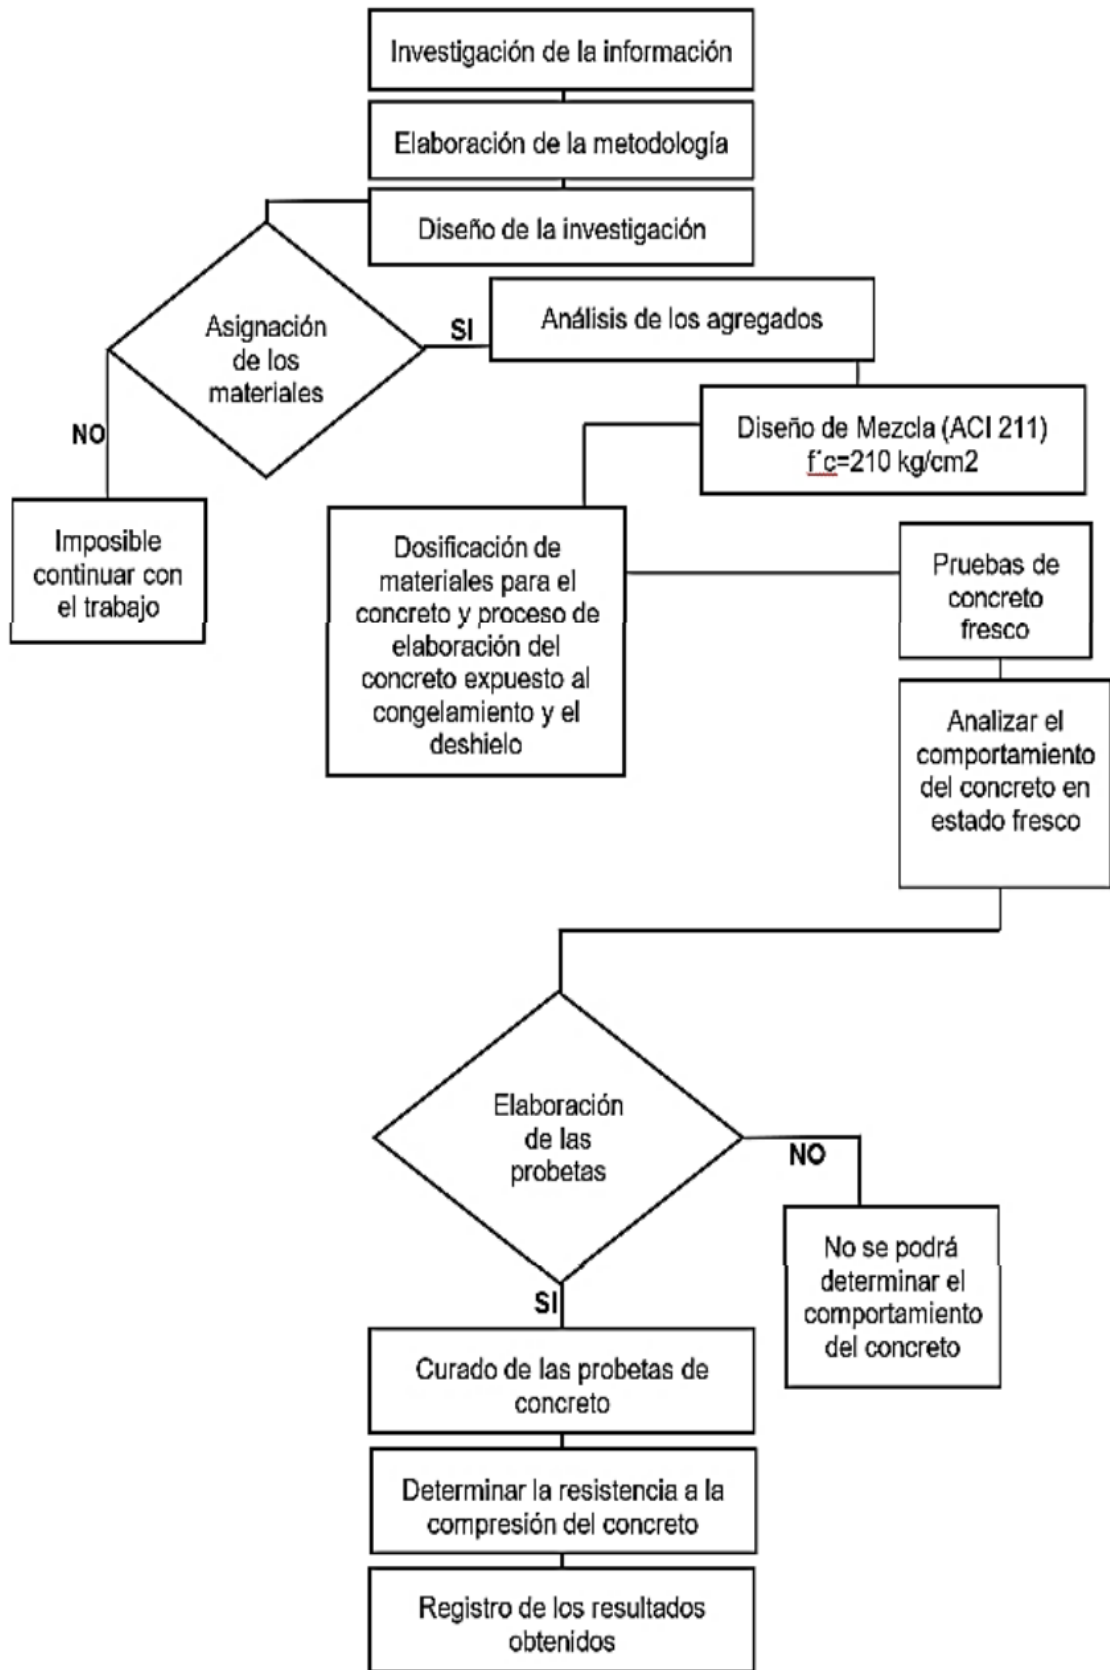 Investigación de la información
Elaboración de la metodología
Diseño de la investigación
Asignación
de los
materiales
SI
Análisis de los agregados
NO
Diseño de Mezcla (ACI 211)
f´c=210 kg/cm2
Imposible
continuar con
el trabajo
Dosificación de
materiales para el
concreto y proceso de
elaboración del
concreto expuesto al
congelamiento y el
deshielo
Pruebas de
concreto
fresco
Analizar el
comportamiento
del concreto en
estado fresco
Elaboración
de las
probetas
NO
No se podrá
determinar el
comportamiento
del concreto
SI
Curado de las probetas de
concreto
Determinar la resistencia a la
compresión del concreto
Registro de los resultados
obtenidos